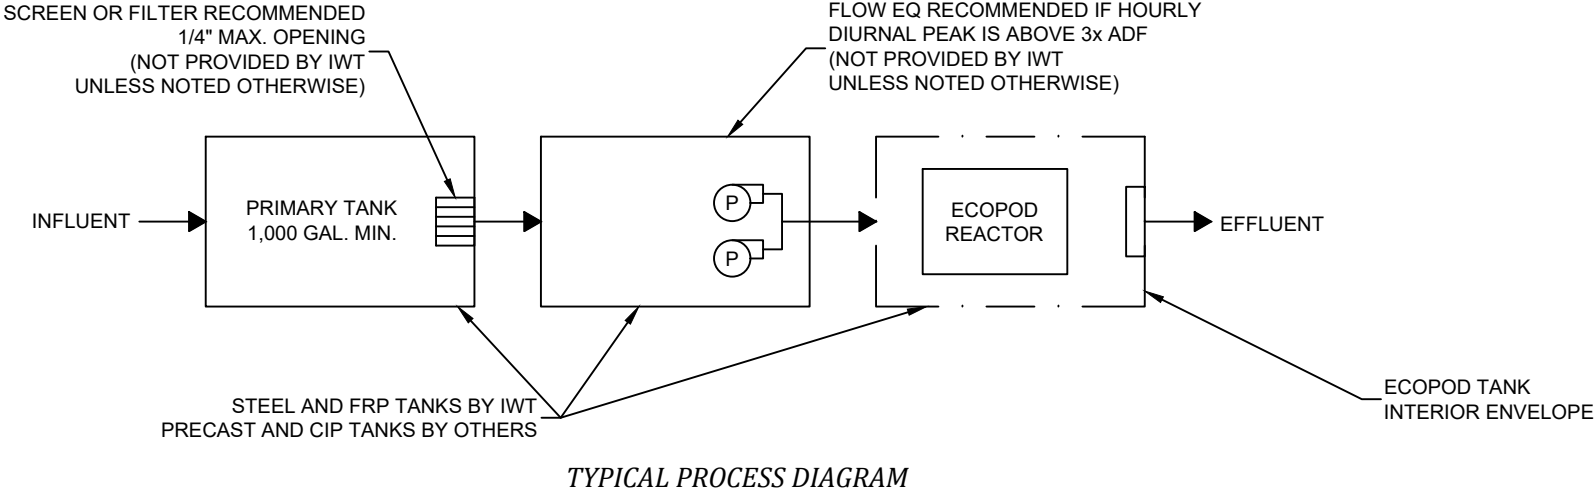 SCREEN OR FILTER RECOMMENDED
1/4" MAX. OPENING
(NOT PROVIDED BY IWT
UNLESS NOTED OTHERWISE)
FLOW EQ RECOMMENDED IF HOURLY
DIURNAL PEAK IS ABOVE 3x ADF
(NOT PROVIDED BY IWT
UNLESS NOTED OTHERWISE)
INFLUENT
PRIMARY TANK
1,000 GAL. MIN.
P
P
ECOPOD
REACTOR
EFFLUENT
STEEL AND FRP TANKS BY IWT
PRECAST AND CIP TANKS BY OTHERS
ECOPOD TANK
INTERIOR ENVELOPE
TYPICAL PROCESS DIAGRAM